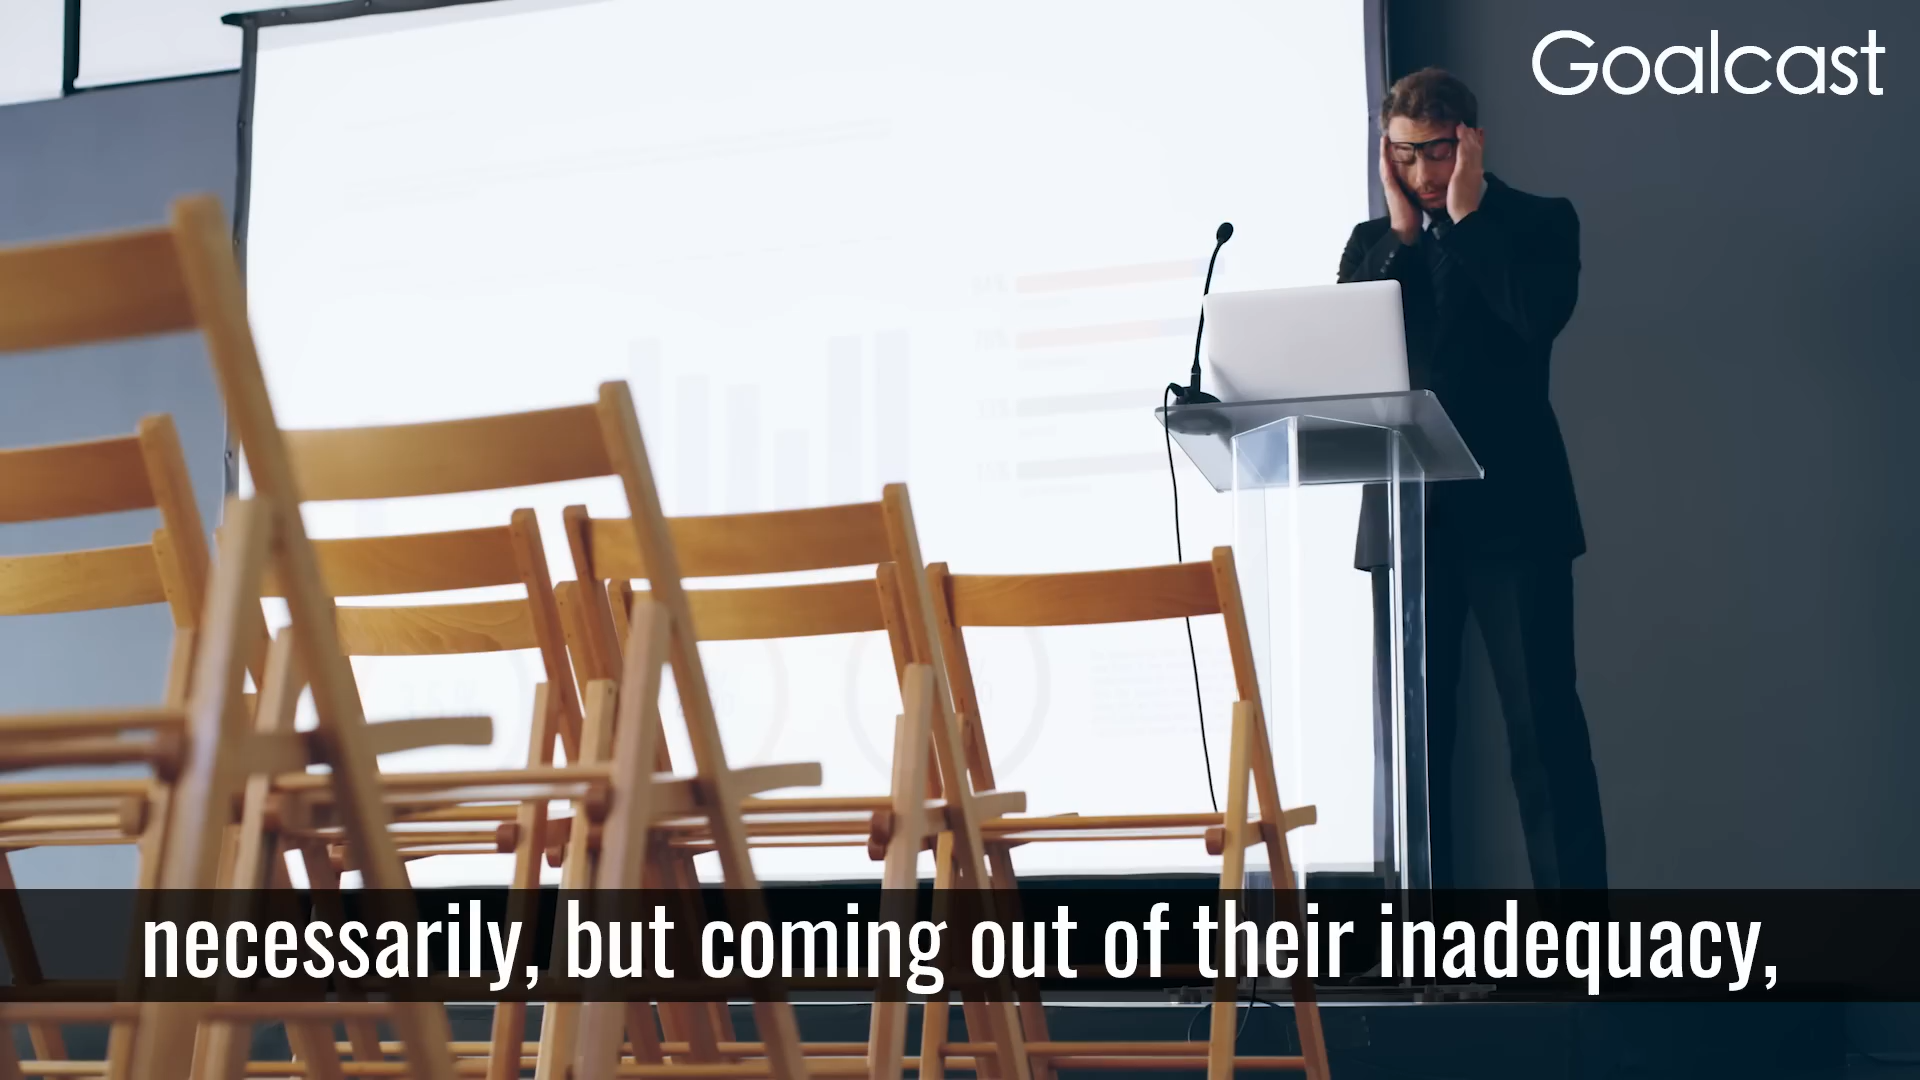 Goalcast
necessarily, but coming out of their inadequacy,